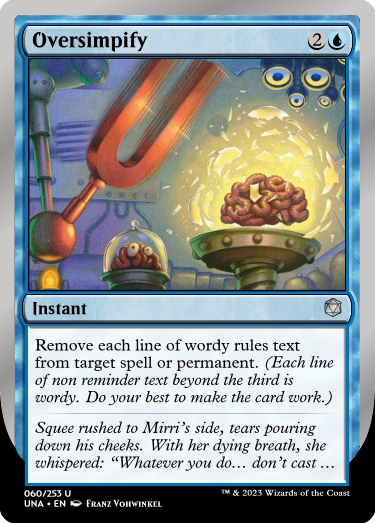 Oversimpify 2
Instant
Remove each line of wordy rules text
from target spell or permanent. (Each line
of non reminder text beyond the third is
wordy. Do your best to make the card work.)
Squee rushed to Mirri's side, tears pouring
down his cheeks. With her dying breath, she
whispered: “Whatever you do… don't cast …
060/253 U
UNA • EN Franz Vohwinkel
™ & 2023 Wizards of the Coast